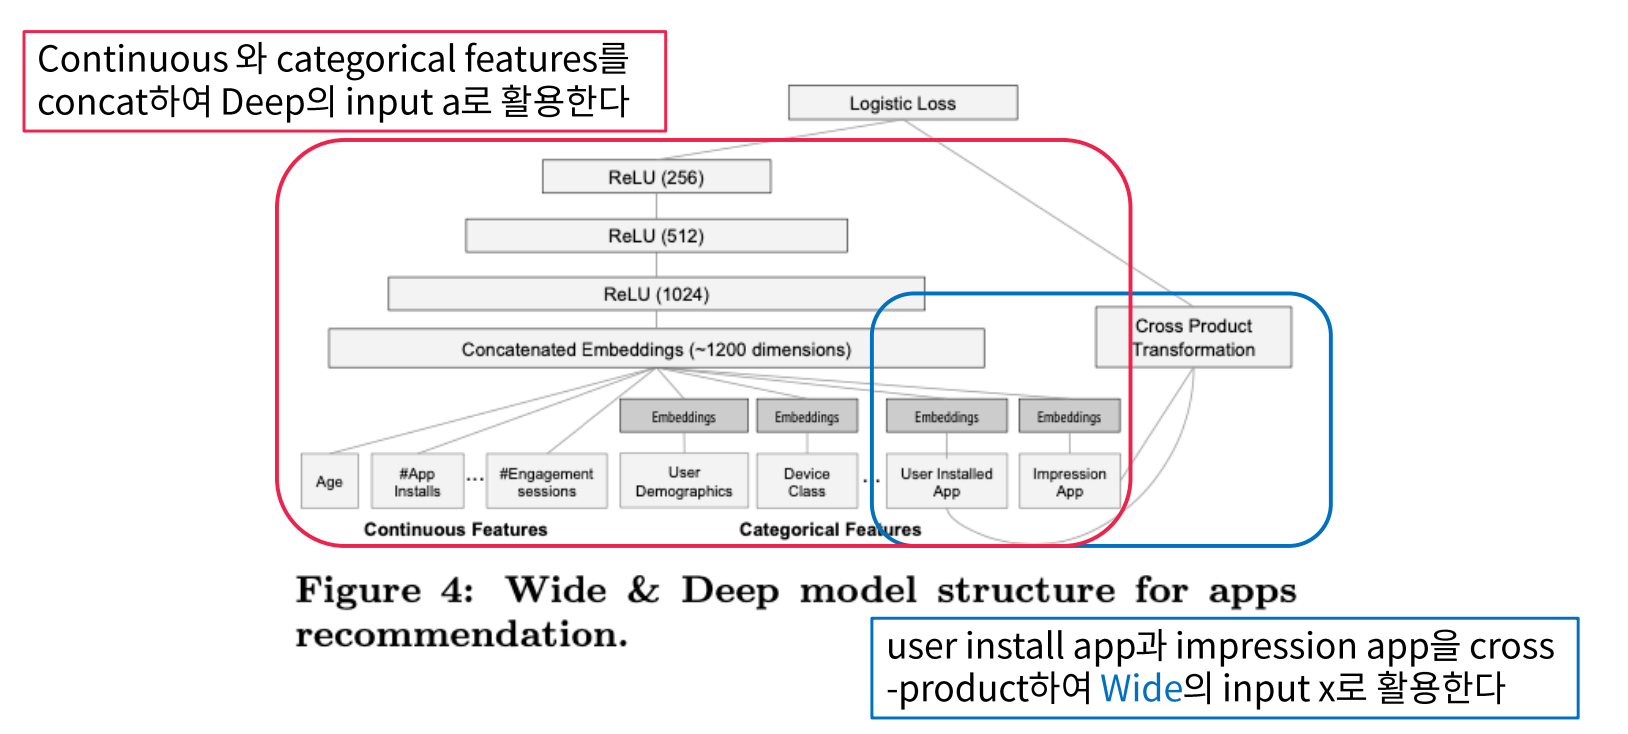 Continuous 와 categorical features를
concat하여 Deep의 input a로 활용한다
Logistic Loss
ReLU (256)
ReLU (512)
ReLU (1024)
Concatenated Embeddings (~1200 dimensions)
Cross Product
Transformation
Embeddings
Embeddings
Embeddings
Embeddings
Age
#App
Installs
...
#Engagement
sessions
User
Demographics
Device
Class
...
User Installed
App
Impression
App
Continuous Features
Categorical Features
Figure 4: Wide & Deep model structure for apps
recommendation.
user install app과 impression app을 cross
-product하여 Wide의 input x로 활용한다